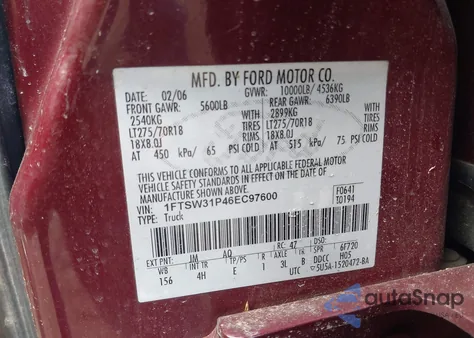 MFD. BY FORD MOTOR CO.
DATE: 02/06 GVWR: 10000LB/ 4536KG
FRONT GAWR: 5600LB REAR GAWR: 6390LB
2540KG WITH 2899KG WITH
LT275/70R18 TIRES LT275/70R18 TIRES
18X8.0J RIMS 18X8.0J RIMS
AT 450 kPa/ 65 PSI COLD AT 515 kPa/ 75 PSI COLD
THIS VEHICLE CONFORMS TO ALL APPLICABLE FEDERAL MOTOR
VEHICLE SAFETY STANDARDS IN EFFECT ON THE DATE OF
MANUFACTURE SHOWN ABOVE.
VIN: 1FTSW31P46EC97600 F0641
TYPE: Truck T0194
EXT PNT: JM AQ RC: 47 DSO:
WB INT TR TP/PS R AXLE TR SPR 6F720
156 4H E 1 3L B DDCC H05
UTC 5U5A-1520472-BA
autoSnap